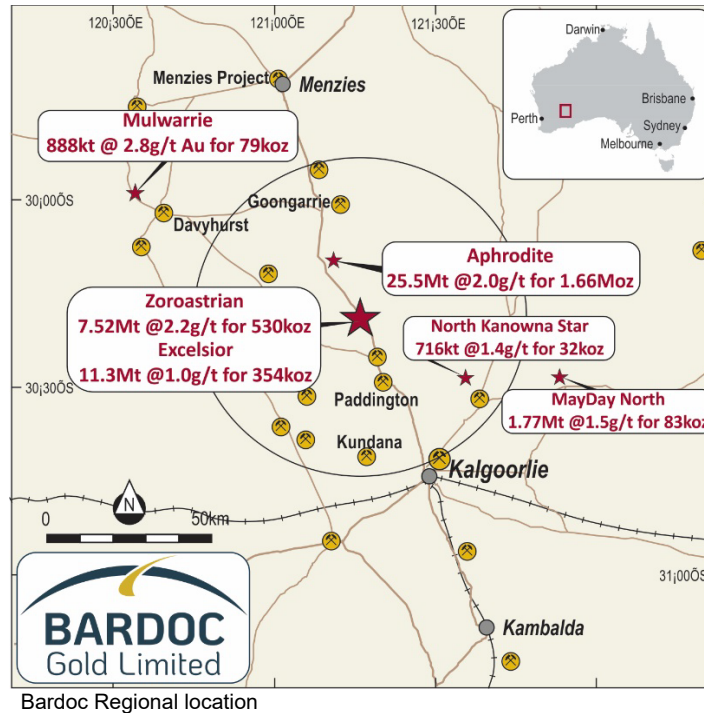 120¡30ÕE
121¡00ÕE
121¡30ÕE
Darwin
Brisbane
Perth
Sydney
Melbourne
Menzies Project
Menzies
Mulwarrie
888kt @ 2.8g/t Au for 79koz
30¡00ÕS
Goongarrie
Davyhurst
Aphrodite
25.5Mt @2.0g/t for 1.66Moz
Zoroastrian
7.52Mt @2.2g/t for 530koz
Excelsior
11.3Mt @1.0g/t for 354koz
North Kanowna Star
716kt @1.4g/t for 32koz
30¡30ÕS
MayDay North
1.77Mt @1.5g/t for 83koz
Paddington
Kundana
Kalgoorlie
N
0
50km
31¡00ÕS
BARDOC
Gold Limited
Kambalda
Bardoc Regional location